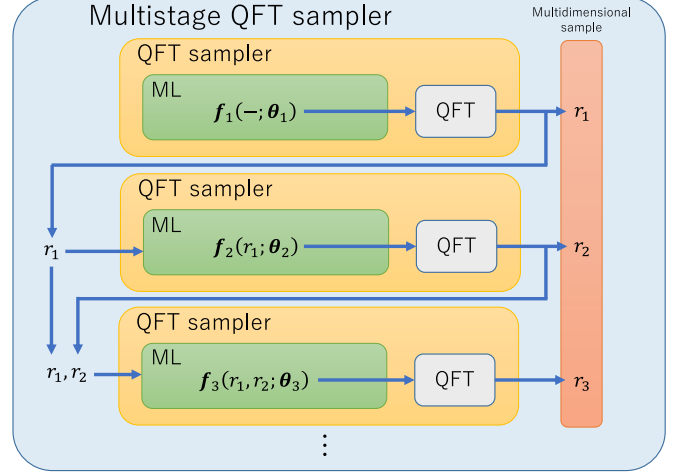 Multistage QFT sampler
Multidimensional
sample
QFT sampler
ML
𝒇₁(−; 𝜽₁)
QFT
r₁
QFT sampler
ML
r₁
𝒇₂(r₁; 𝜽₂)
QFT
r₂
QFT sampler
ML
r₁, r₂
𝒇₃(r₁, r₂; 𝜽₃)
QFT
r₃
⋮